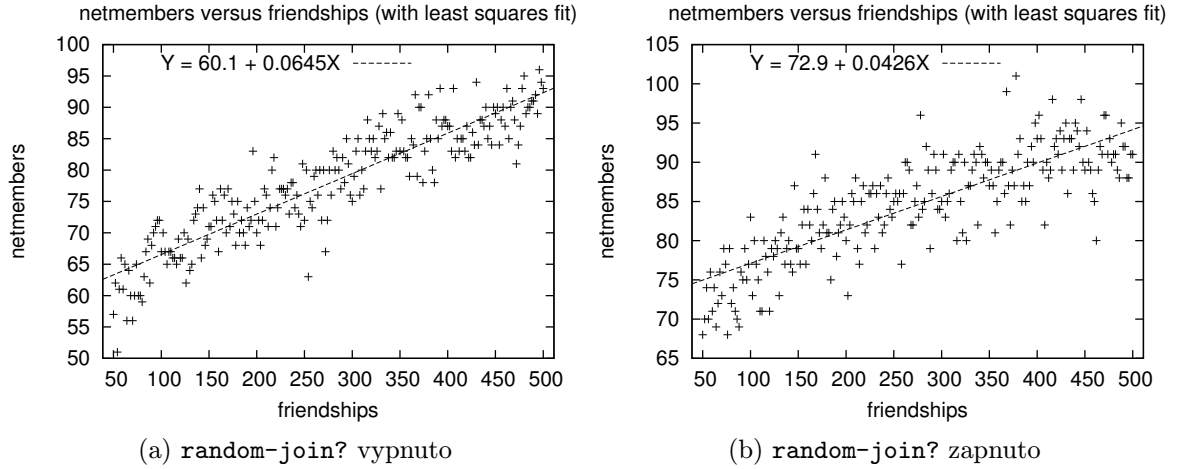 netmembers versus friendships (with least squares fit)
Y = 60.1 + 0.0645X
netmembers
100
95
90
85
80
75
70
65
60
55
50
50 100 150 200 250 300 350 400 450 500
friendships
(a) random-join? vypnuto
netmembers versus friendships (with least squares fit)
Y = 72.9 + 0.0426X
netmembers
105
100
95
90
85
80
75
70
65
50 100 150 200 250 300 350 400 450 500
friendships
(b) random-join? zapnuto